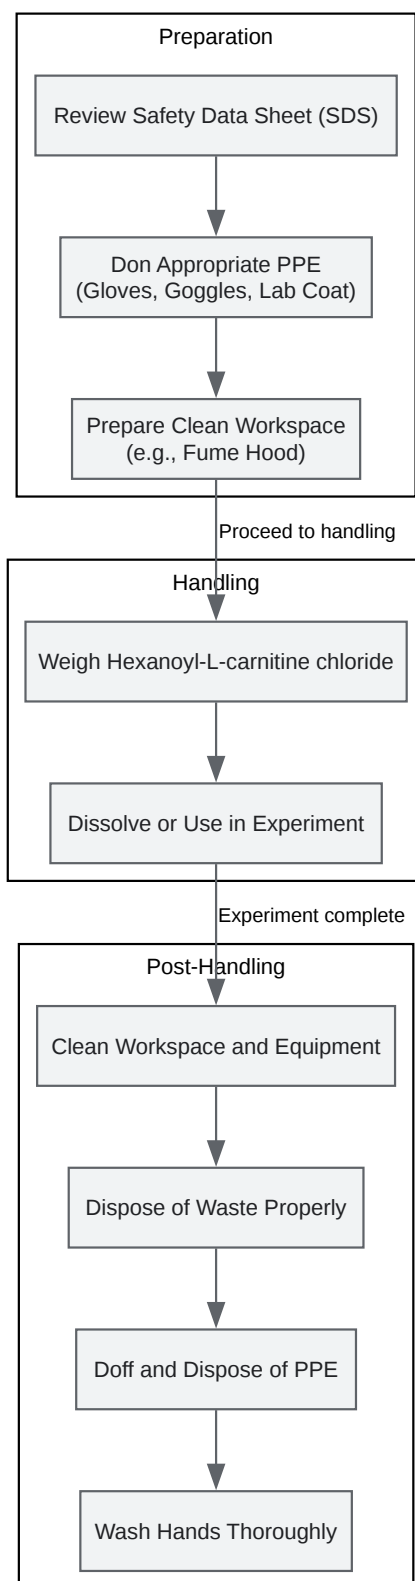 Preparation
Review Safety Data Sheet (SDS)
Don Appropriate PPE
(Gloves, Goggles, Lab Coat)
Prepare Clean Workspace
(e.g., Fume Hood)
Proceed to handling
Handling
Weigh Hexanoyl-L-carnitine chloride
Dissolve or Use in Experiment
Experiment complete
Post-Handling
Clean Workspace and Equipment
Dispose of Waste Properly
Doff and Dispose of PPE
Wash Hands Thoroughly